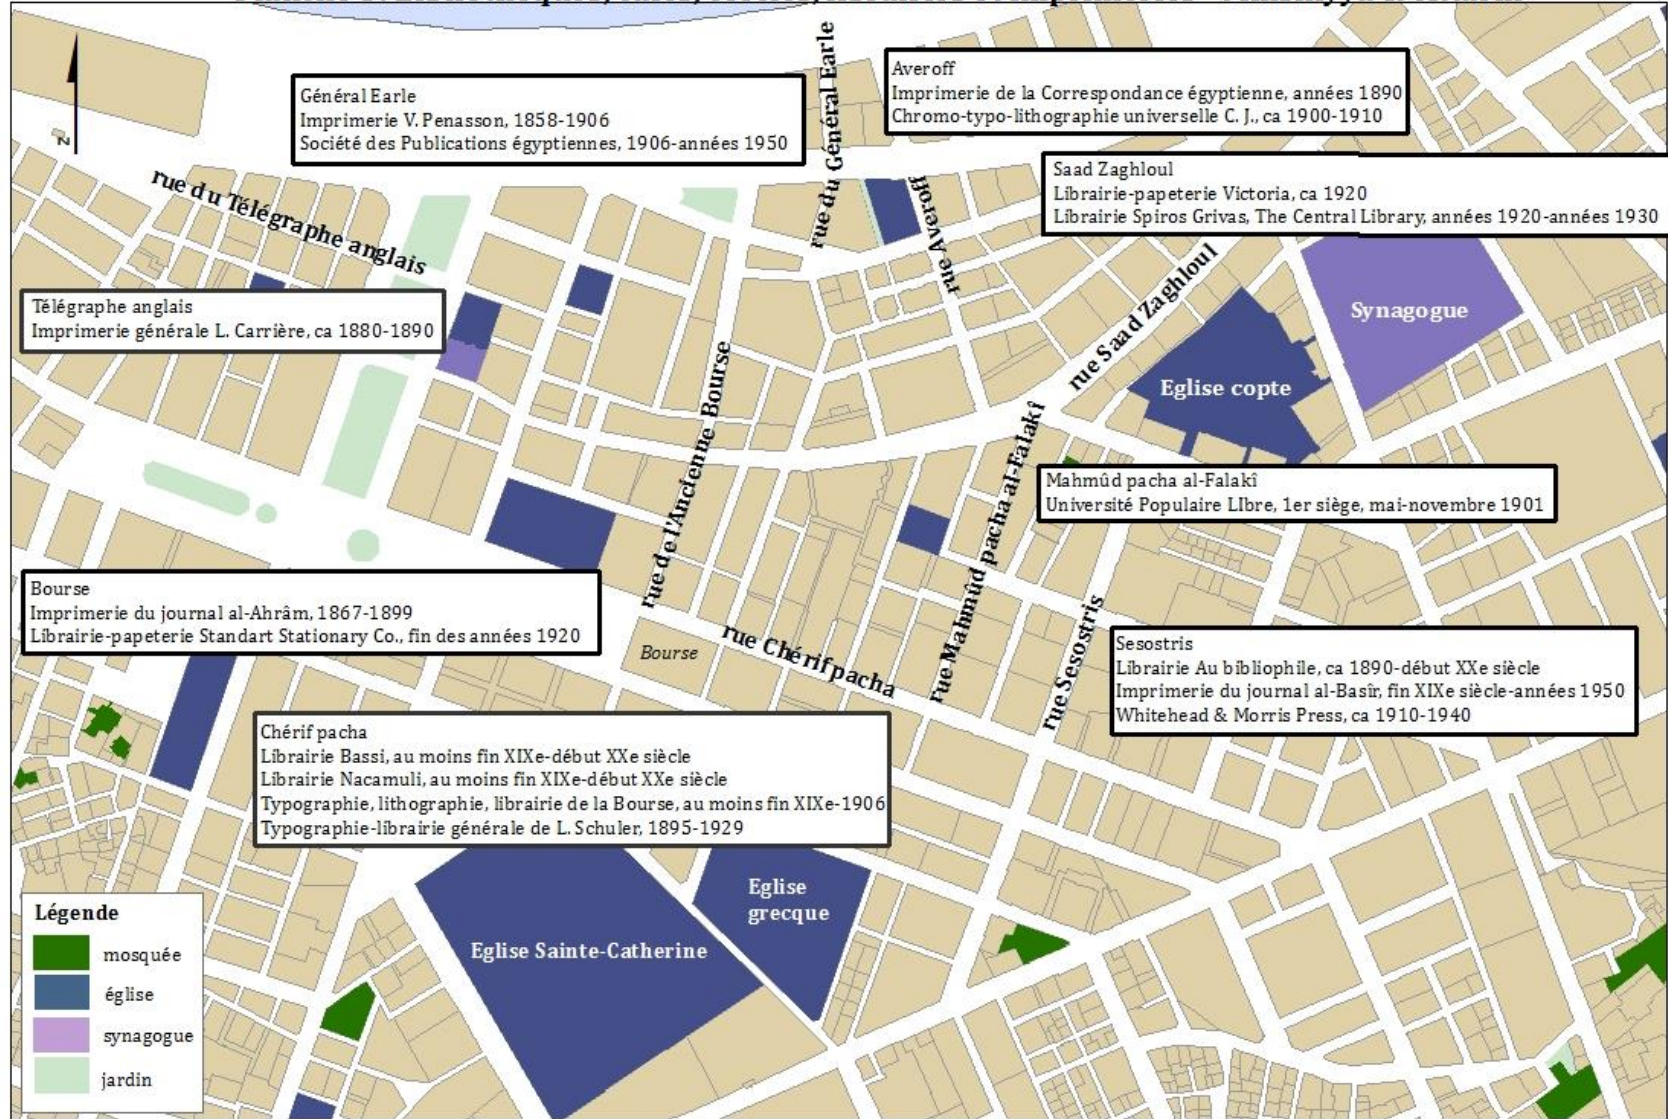 rue du Général Earle
Averoff
Imprimerie de la Correspondance égyptienne, années 1890
Chromo-typo-lithographie universelle C. J., ca 1900-1910
Général Earle
Imprimerie V. Penasson, 1858-1906
Société des Publications égyptiennes, 1906-années 1950
Saad Zaghloul
Librairie-papeterie Victoria, ca 1920
Librairie Spiros Grivas, The Central Library, années 1920-années 1930
N
rue du Télégraphe anglais
rue Averoff
rue Saad Zaghloul
Synagogue
Télégraphe anglais
Imprimerie générale L. Carrière, ca 1880-1890
Eglise copte
rue de l'Ancienne Bourse
rue Mahmûd pacha al-Falakî
Mahmûd pacha al-Falakî
Université Populaire LIbre, 1er siège, mai-novembre 1901
Bourse
Imprimerie du journal al-Ahrâm, 1867-1899
Librairie-papeterie Standart Stationary Co., fin des années 1920
Bourse
rue Chérif pacha
rue Sesostris
Sesostris
Librairie Au bibliophile, ca 1890-début XXe siècle
Imprimerie du journal al-Basîr, fin XIXe siècle-années 1950
Whitehead & Morris Press, ca 1910-1940
Chérif pacha
Librairie Bassi, au moins fin XIXe-début XXe siècle
Librairie Nacamuli, au moins fin XIXe-début XXe siècle
Typographie, lithographie, librairie de la Bourse, au moins fin XIXe-1906
Typographie-librairie générale de L. Schuler, 1895-1929
Eglise
grecque
Eglise Sainte-Catherine
Légende
mosquée
église
synagogue
jardin